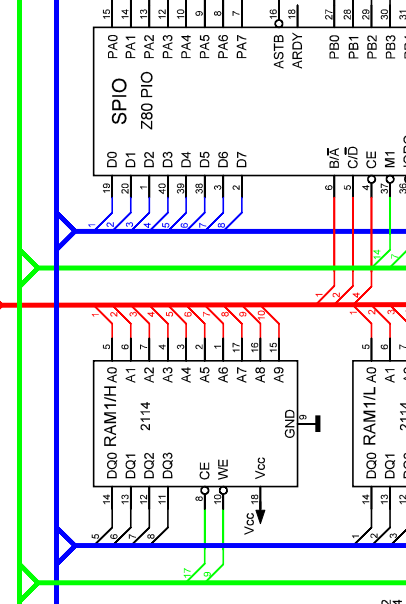 15 14 13 12 10 9 8 7 16 18 27 28 29 30 31
PA0 PA1 PA2 PA3 PA4 PA5 PA6 PA7 ASTB ARDY PB0 PB1 PB2 PB3
SPIO
Z80 PIO
D0 D1 D2 D3 D4 D5 D6 D7 B/A C/D CE M1
19 20 1 40 39 38 3 2 6 5 4 37 36
1 2 3 4 5 6 7 8
14 7
1 2 4
1 2 3 4 5 6 7 8 9 10 1 2 3
5 6 7 4 3 2 1 17 16 15 5 6 7
A0 A1 A2 A3 A4 A5 A6 A7 A8 A9 A0 A1
RAM1/H
2114
GND 9
RAM1/L
2114
DQ0 DQ1 DQ2 DQ3 CE WE Vcc DQ0 DQ1
14 13 12 11 8 10 18 14 13 12
Vcc
5 6 7 8 1 2 3
17 9